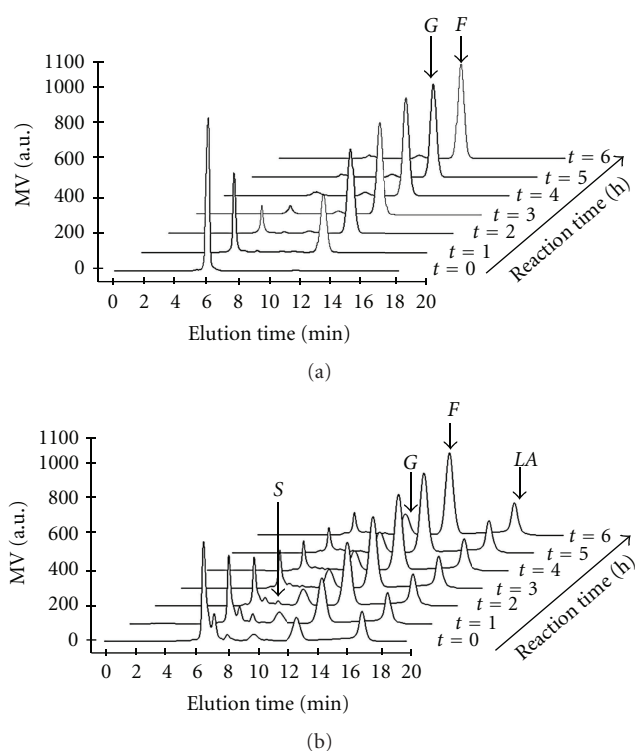 G F
1100
1000
800
600
400
200
0
MV (a.u.)
t = 6
t = 5
t = 4
t = 3
t = 2
t = 1
t = 0
Reaction time (h)
0 2 4 6 8 10 12 14 16 18 20
Elution time (min)
(a)
F
G
LA
S
1100
1000
800
600
400
200
0
MV (a.u.)
t = 6
t = 5
t = 4
t = 3
t = 2
t = 1
t = 0
Reaction time (h)
0 2 4 6 8 10 12 14 16 18 20
Elution time (min)
(b)